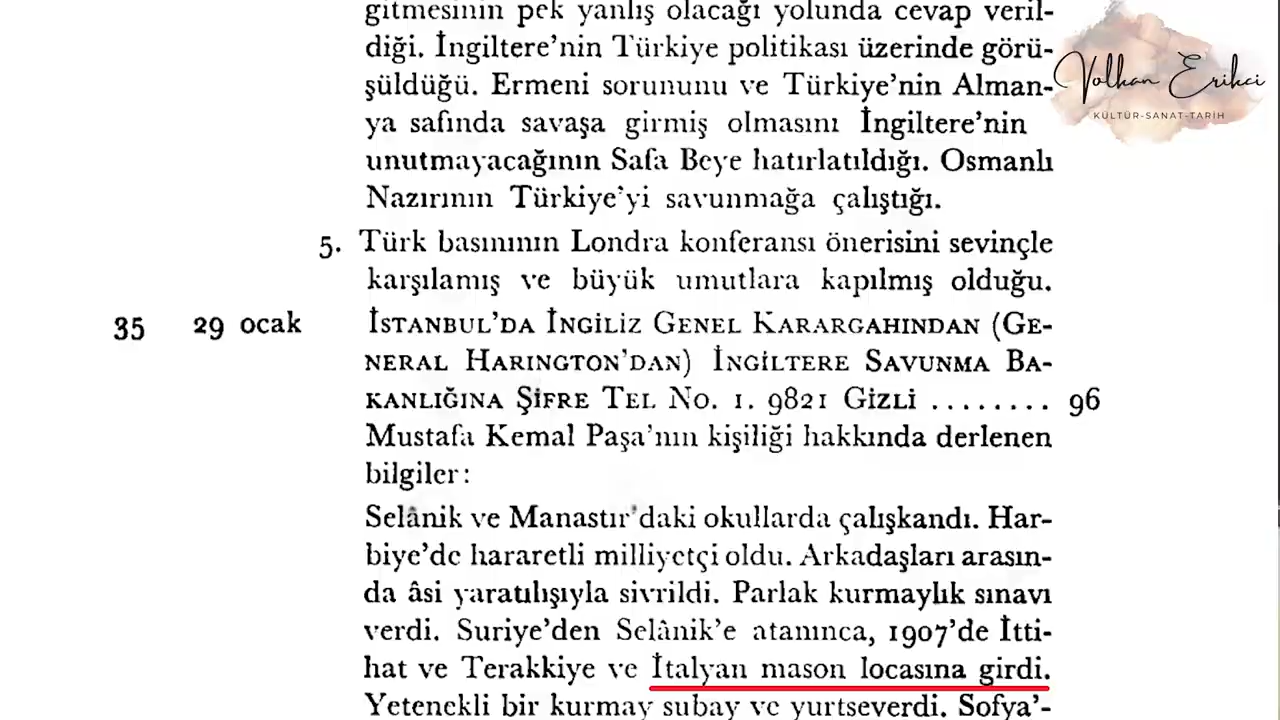 gitmesinin pek yanlış olacağı yolunda cevap veril-
diği. İngiltere'nin Türkiye politikası üzerinde görü-
şüldüğü. Ermeni sorununu ve Türkiye'nin Alman-
ya safında savaşa girmiş olmasını İngiltere'nin
unutmayacağının Safa Beye hatırlatıldığı. Osmanlı
Nazırının Türkiye'yi savunmağa çalıştığı.
5. Türk basınının Londra konferansı önerisini sevinçle
karşılamış ve büyük umutlara kapılmış olduğu.
35 29 ocak İSTANBUL'DA İNGİLİZ GENEL KARARGAHINDAN (GE-
NERAL HARINGTON'DAN) İNGİLTERE SAVUNMA BA-
KANLIĞINA ŞİFRE TEL NO. 1. 9821 GİZLİ ........ 96
Mustafa Kemal Paşa'nın kişiliği hakkında derlenen
bilgiler:
Selânik ve Manastır'daki okullarda çalışkandı. Har-
biye'de hararetli milliyetçi oldu. Arkadaşları arasın-
da âsi yaratılışıyla sivrildi. Parlak kurmaylık sınavı
verdi. Suriye'den Selânik'e atanınca, 1907'de İtti-
hat ve Terakkiye ve İtalyan mason locasına girdi.
Yetenekli bir kurmay subay ve yurtseverdi. Sofya'-
Volkan Erikci
KÜLTÜR-SANAT-TARİH